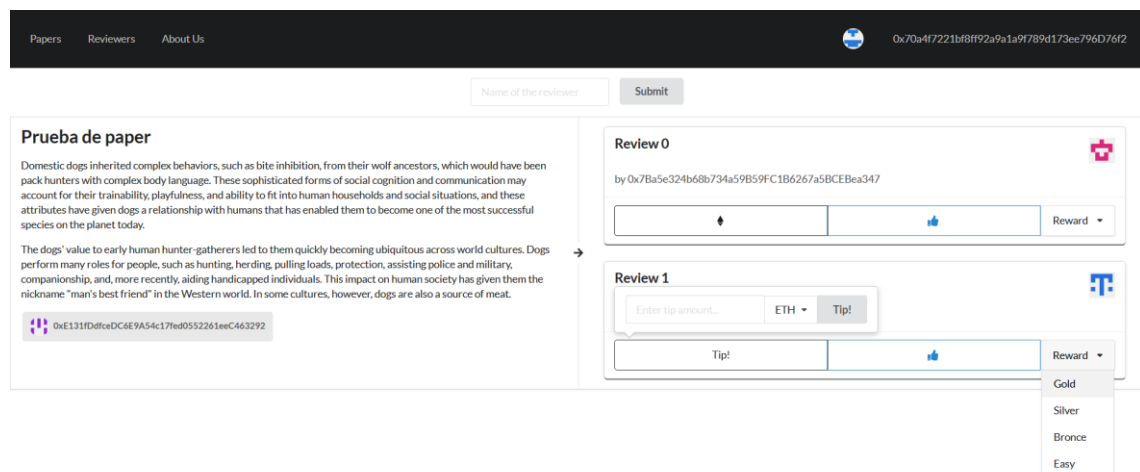 Papers Reviewers About Us 0x70a4f7221bf8ff92a9a1a9f789d173ee796D76f2
Name of the reviewer Submit
Prueba de paper
Domestic dogs inherited complex behaviors, such as bite inhibition, from their wolf ancestors, which would have been
pack hunters with complex body language. These sophisticated forms of social cognition and communication may
account for their trainability, playfulness, and ability to fit into human households and social situations, and these
attributes have given dogs a relationship with humans that has enabled them to become one of the most successful
species on the planet today.
The dogs' value to early human hunter-gatherers led to them quickly becoming ubiquitous across world cultures. Dogs
perform many roles for people, such as hunting, herding, pulling loads, protection, assisting police and military,
companionship, and, more recently, aiding handicapped individuals. This impact on human society has given them the
nickname "man's best friend" in the Western world. In some cultures, however, dogs are also a source of meat.
0xE131fDdfceDC6E9A54c17fed0552261eeC463292
Review 0
by 0x7Ba5e324b68b734a59B59FC1B6267a5BCEBea347
Reward
Review 1
Enter tip amount... ETH Tip!
Tip! Reward
Gold
Silver
Bronce
Easy